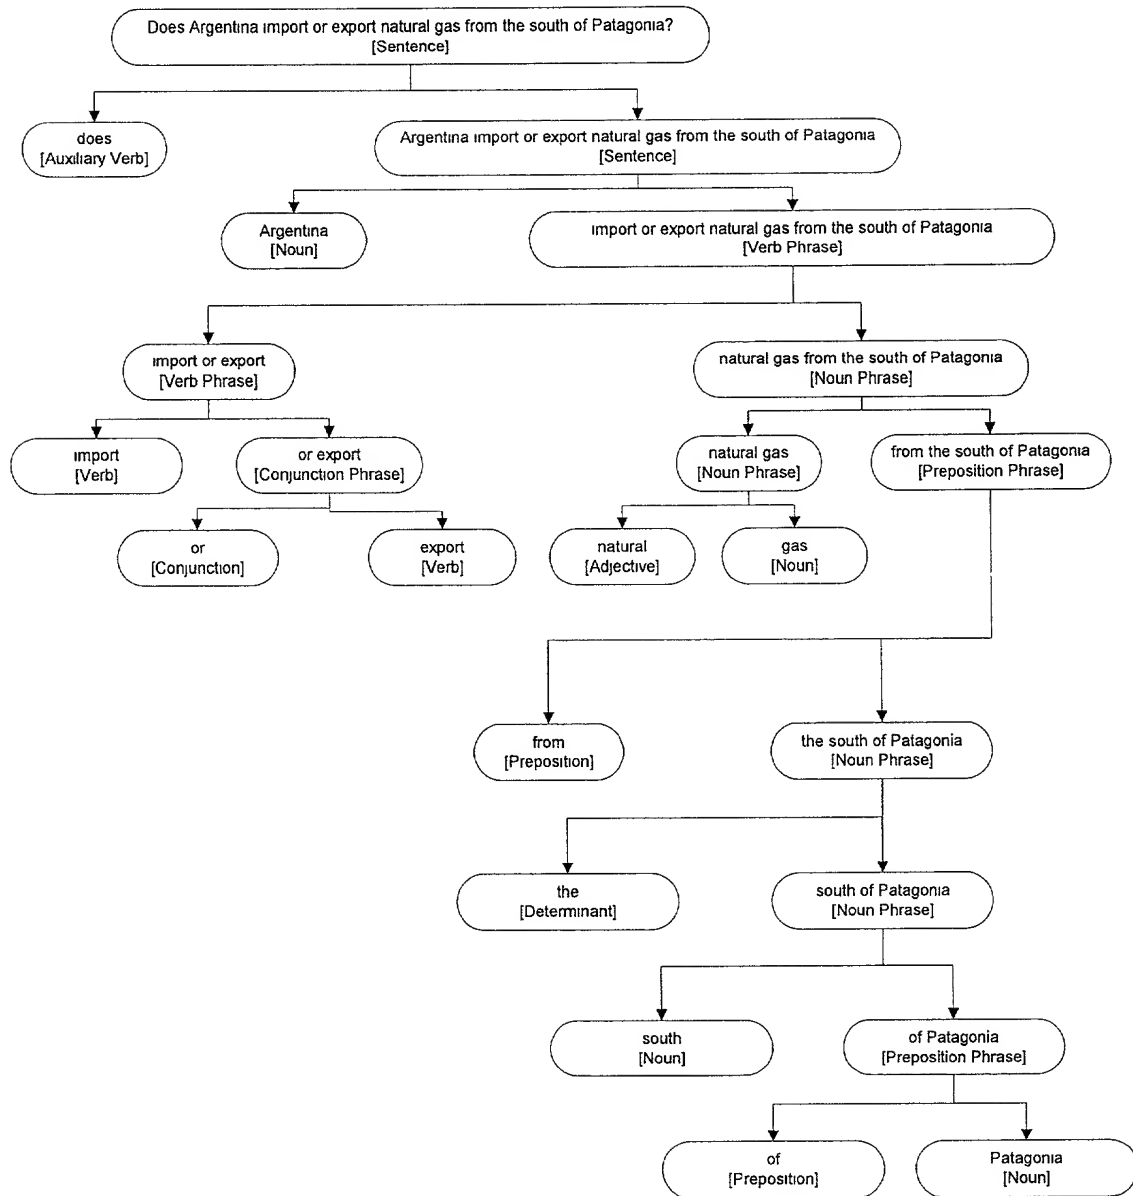 Does Argentina import or export natural gas from the south of Patagonia?
[Sentence]
does
[Auxiliary Verb]
Argentina import or export natural gas from the south of Patagonia
[Sentence]
Argentina
[Noun]
import or export natural gas from the south of Patagonia
[Verb Phrase]
import or export
[Verb Phrase]
natural gas from the south of Patagonia
[Noun Phrase]
import
[Verb]
or export
[Conjunction Phrase]
natural gas
[Noun Phrase]
from the south of Patagonia
[Preposition Phrase]
or
[Conjunction]
export
[Verb]
natural
[Adjective]
gas
[Noun]
from
[Preposition]
the south of Patagonia
[Noun Phrase]
the
[Determinant]
south of Patagonia
[Noun Phrase]
south
[Noun]
of Patagonia
[Preposition Phrase]
of
[Preposition]
Patagonia
[Noun]